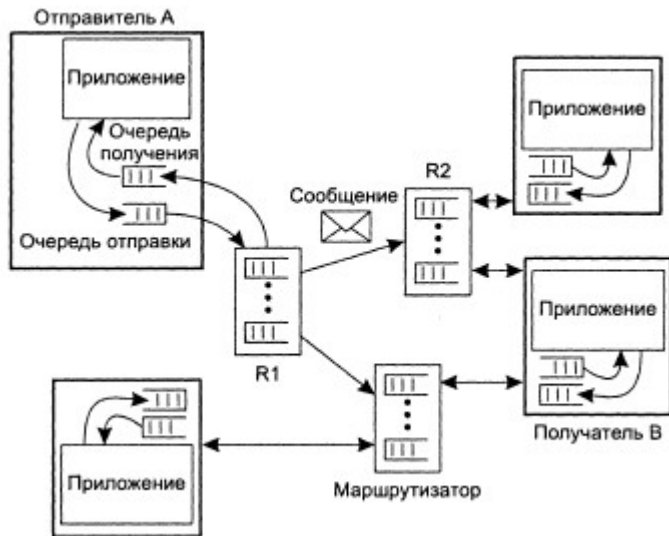 Отправитель А
Приложение
Очередь
получения
Очередь отправки
R1
Сообщение
R2
Приложение
Приложение
Получатель В
Маршрутизатор
Приложение